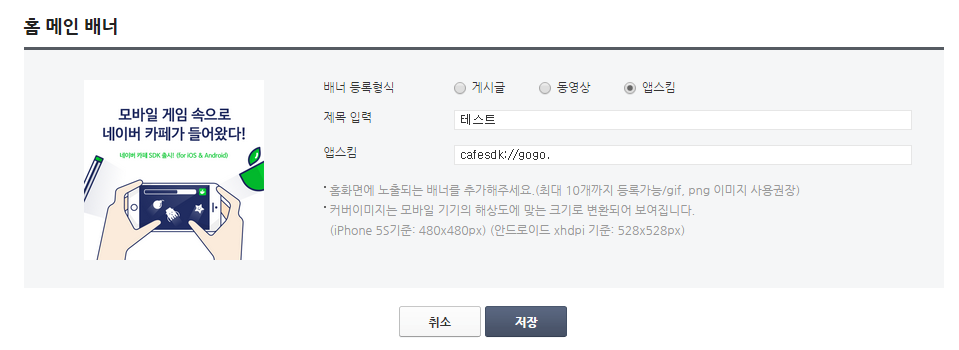 홈 메인 배너
모바일 게임 속으로
네이버 카페가 들어왔다!
네이버 카페 SDK 출시! (for iOS & Android)
배너 등록형식 게시글 동영상 앱스킴
제목 입력 테스트
앱스킴 cafesdk://gogo.
홈화면에 노출되는 배너를 추가해주세요.(최대 10개까지 등록가능/gif, png 이미지 사용권장)
커버이미지는 모바일 기기의 해상도에 맞는 크기로 변환되어 보여집니다.
(iPhone 5S기준: 480x480px) (안드로이드 xhdpi 기준: 528x528px)
취소 저장